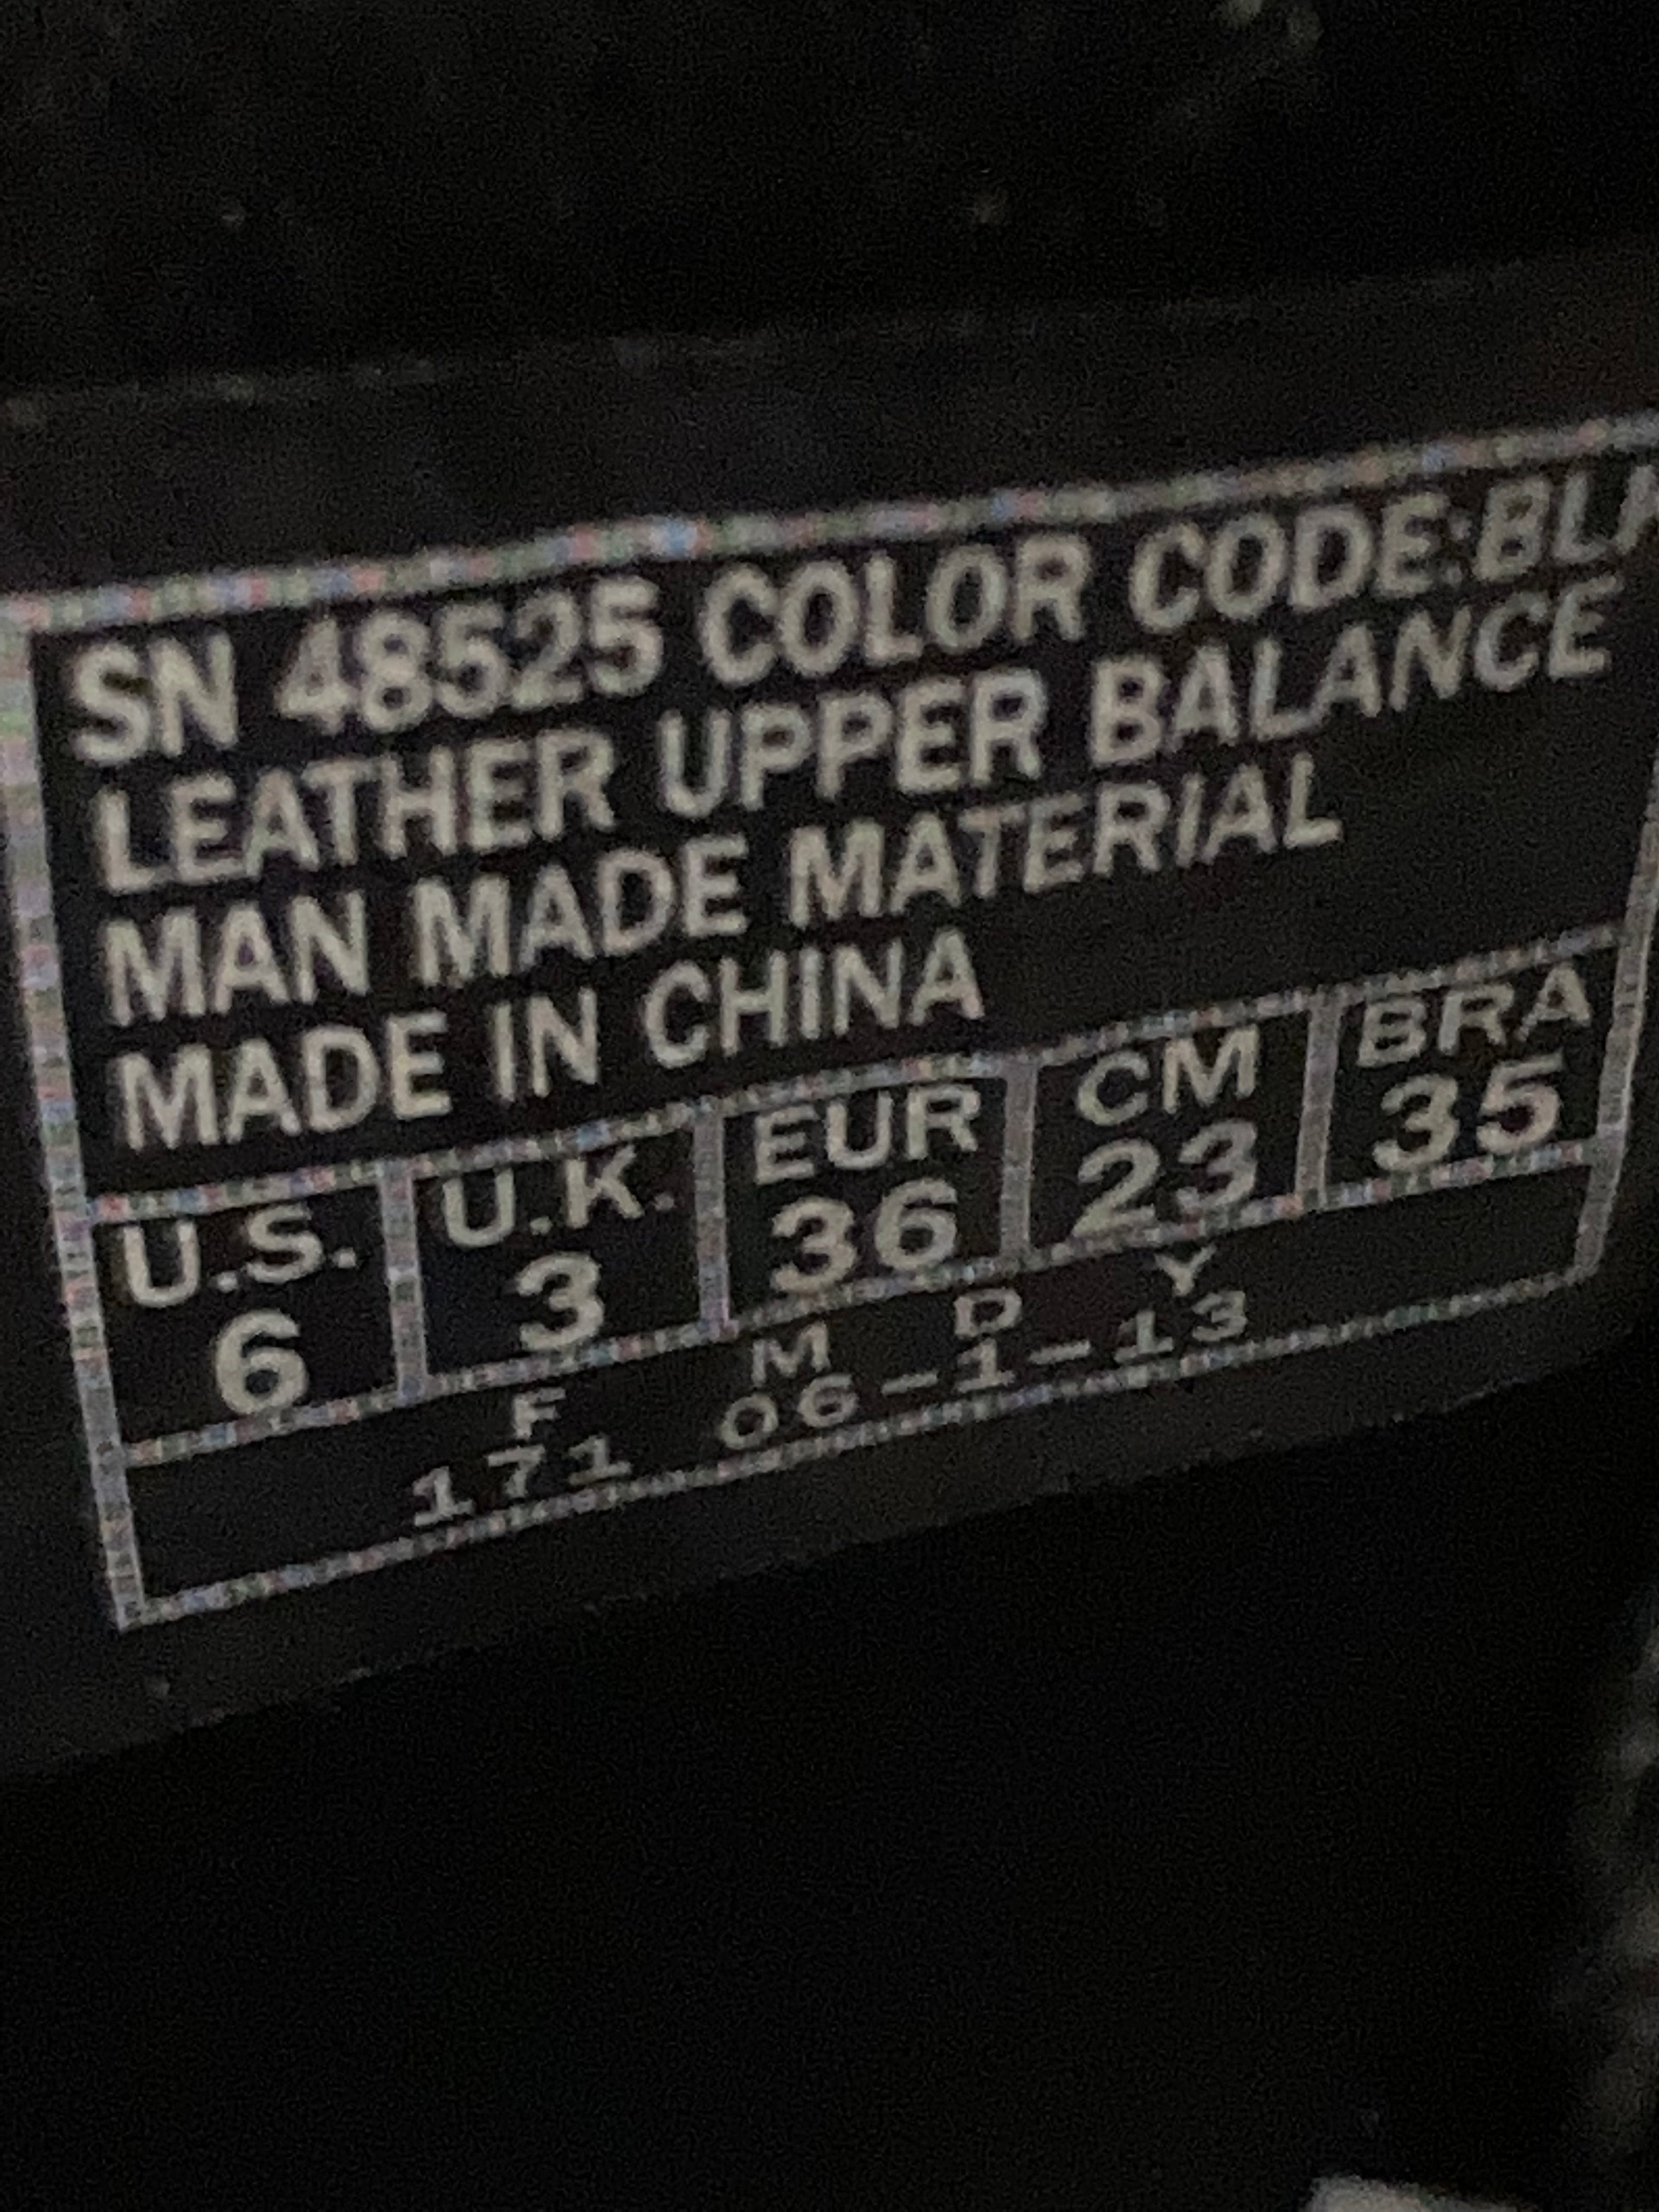 SN 48525 COLOR CODE:BLK
LEATHER UPPER BALANCE
MAN MADE MATERIAL
MADE IN CHINA
U.S. U.K. EUR CM BRA
6 3 36 23 35
F M D Y
171 06-1-13